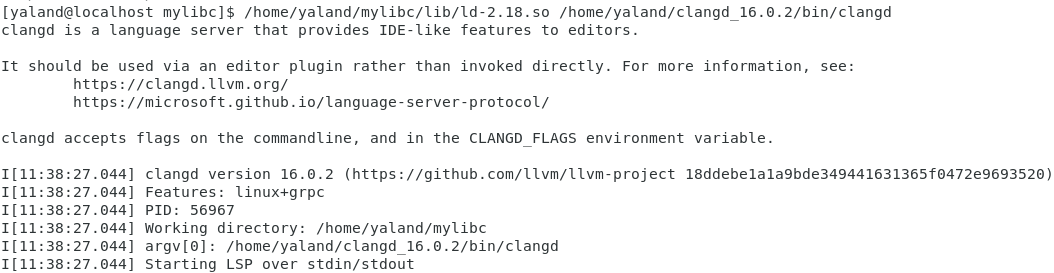 [yaland@localhost mylibc]$ /home/yaland/mylibc/lib/ld-2.18.so /home/yaland/clangd_16.0.2/bin/clangd
clangd is a language server that provides IDE-like features to editors.

It should be used via an editor plugin rather than invoked directly. For more information, see:
        https://clangd.llvm.org/
        https://microsoft.github.io/language-server-protocol/

clangd accepts flags on the commandline, and in the CLANGD_FLAGS environment variable.

I[11:38:27.044] clangd version 16.0.2 (https://github.com/llvm/llvm-project 18ddebe1a1a9bde349441631365f0472e9693520)
I[11:38:27.044] Features: linux+grpc
I[11:38:27.044] PID: 56967
I[11:38:27.044] Working directory: /home/yaland/mylibc
I[11:38:27.044] argv[0]: /home/yaland/clangd_16.0.2/bin/clangd
I[11:38:27.044] Starting LSP over stdin/stdout